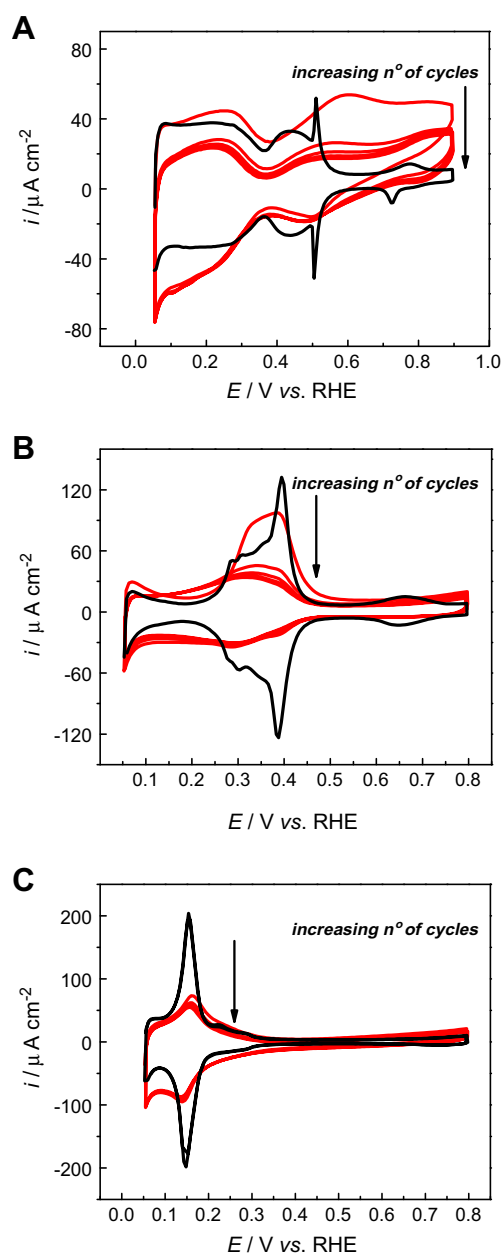 A
80
40
0
-40
-80
i /μA cm-2
increasing nº of cycles
0.0 0.2 0.4 0.6 0.8 1.0
E / V vs. RHE
B
120
60
0
-60
-120
i / μ A cm-2
increasing nº of cycles
0.1 0.2 0.3 0.4 0.5 0.6 0.7 0.8
E / V vs. RHE
C
200
100
0
-100
-200
i / μ A cm-2
increasing nº of cycles
0.0 0.1 0.2 0.3 0.4 0.5 0.6 0.7 0.8
E / V vs. RHE